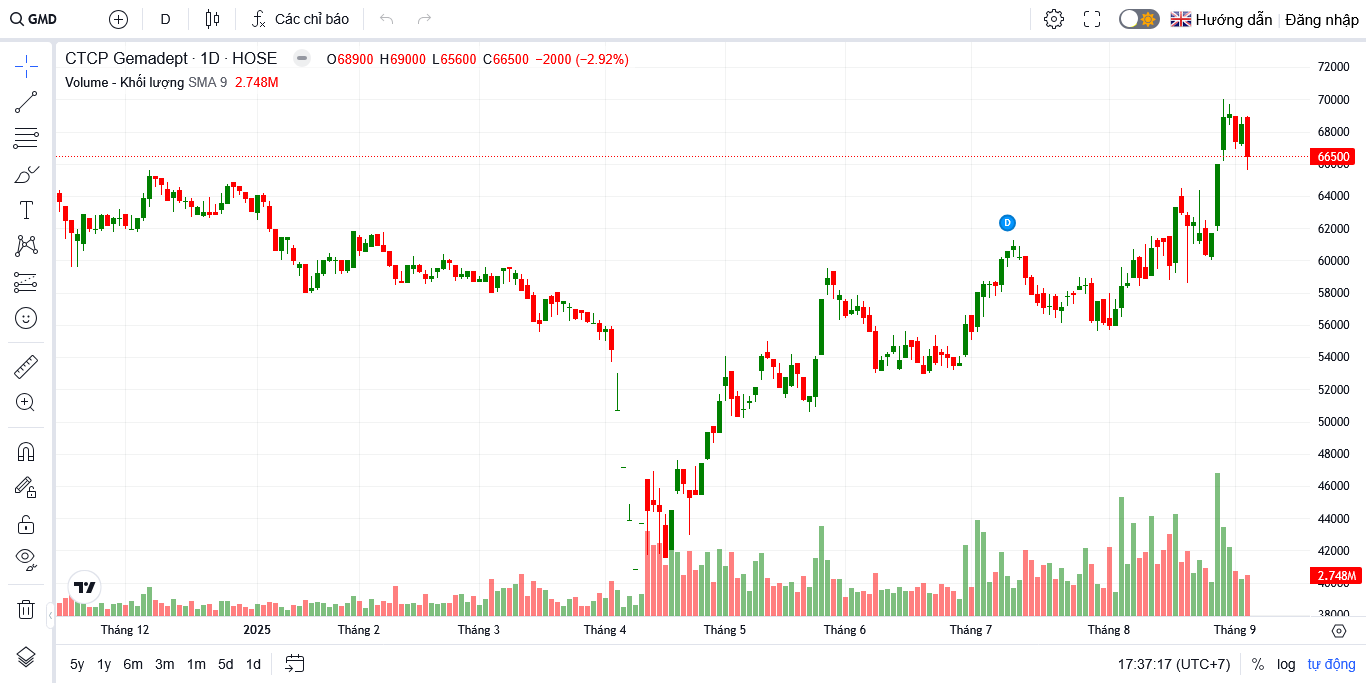 GMD D Các chỉ báo Hướng dẫn Đăng nhập
CTCP Gemadept · 1D · HOSE O68900 H69000 L65600 C66500 −2000 (−2.92%)
Volume - Khối lượng SMA 9 2.748M
72000
70000
68000
66500
66000
64000
62000
60000
58000
56000
54000
52000
50000
48000
46000
44000
42000
2.748M
40000
38000
D
Tháng 12 2025 Tháng 2 Tháng 3 Tháng 4 Tháng 5 Tháng 6 Tháng 7 Tháng 8 Tháng 9
5y 1y 6m 3m 1m 5d 1d 17:37:17 (UTC+7) % log tự động